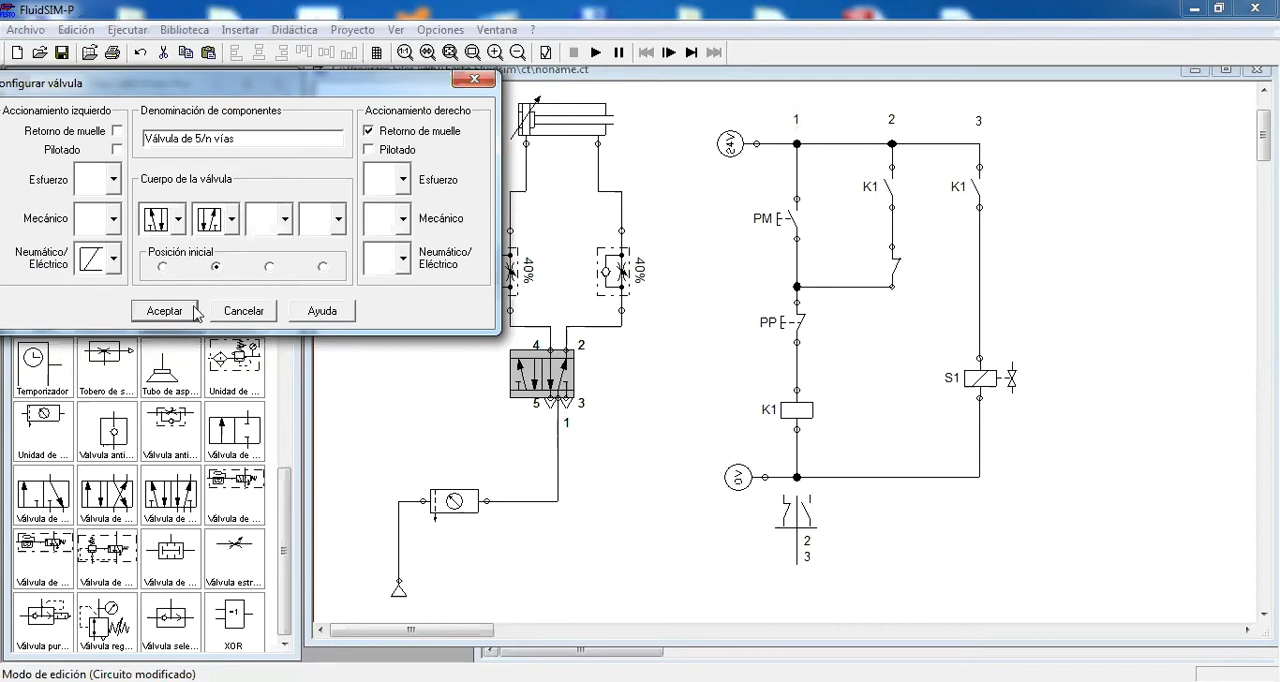 FluidSIM-P
Archivo Edición Ejecutar Biblioteca Insertar Didáctica Proyecto Ver Opciones Ventana ?
\ct\noname.ct
onfigurar válvula
Accionamiento izquierdo
Retorno de muelle
Pilotado
Esfuerzo
Mecánico
Neumático/
Eléctrico
Denominación de componentes
Válvula de 5/n vías
Cuerpo de la válvula
Posición inicial
Accionamiento derecho
Retorno de muelle
Pilotado
Esfuerzo
Mecánico
Neumático/
Eléctrico
Aceptar Cancelar Ayuda
Temporizador Tobero de s... Tubo de asp... Unidad de ...
Unidad de ... Válvula anti... Válvula anti... Válvula de ...
Válvula de ... Válvula de ... Válvula de ... Válvula de ...
Válvula de ... Válvula de ... Válvula de ... Válvula estr...
Válvula pur... Válvula reg... Válvula sele... XOR
40%
40%
4 2
5 3
1
1 2 3
24V
PM
K1
K1
PP
K1
S1
0V
2
3
Modo de edición (Circuito modificado)